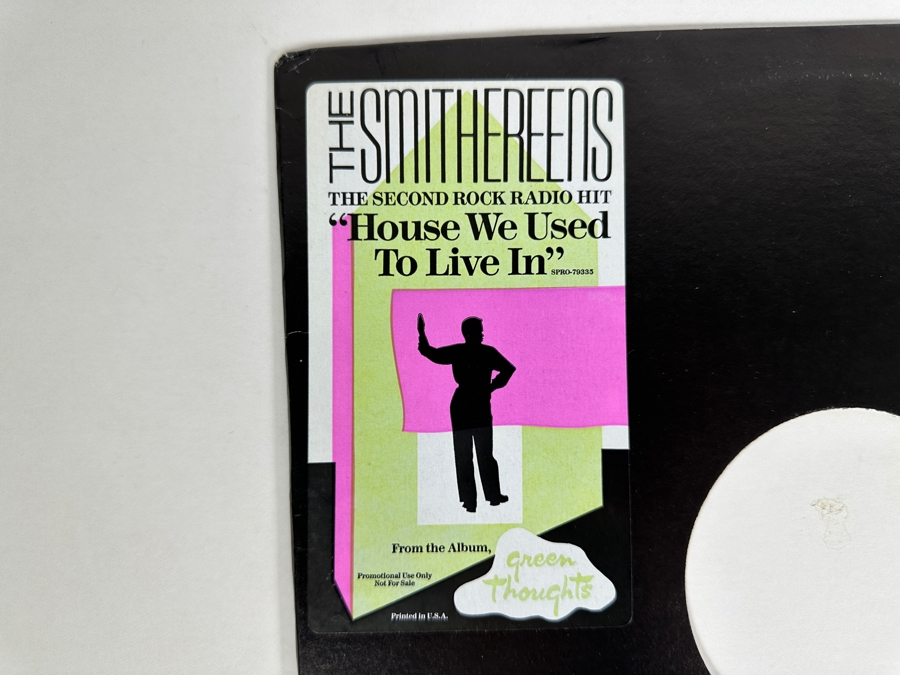 THE SMITHEREENS
THE SECOND ROCK RADIO HIT
“House We Used
To Live In” SPRO-79335
From the Album,
green
Thoughts
Promotional Use Only
Not For Sale
Printed in U.S.A.